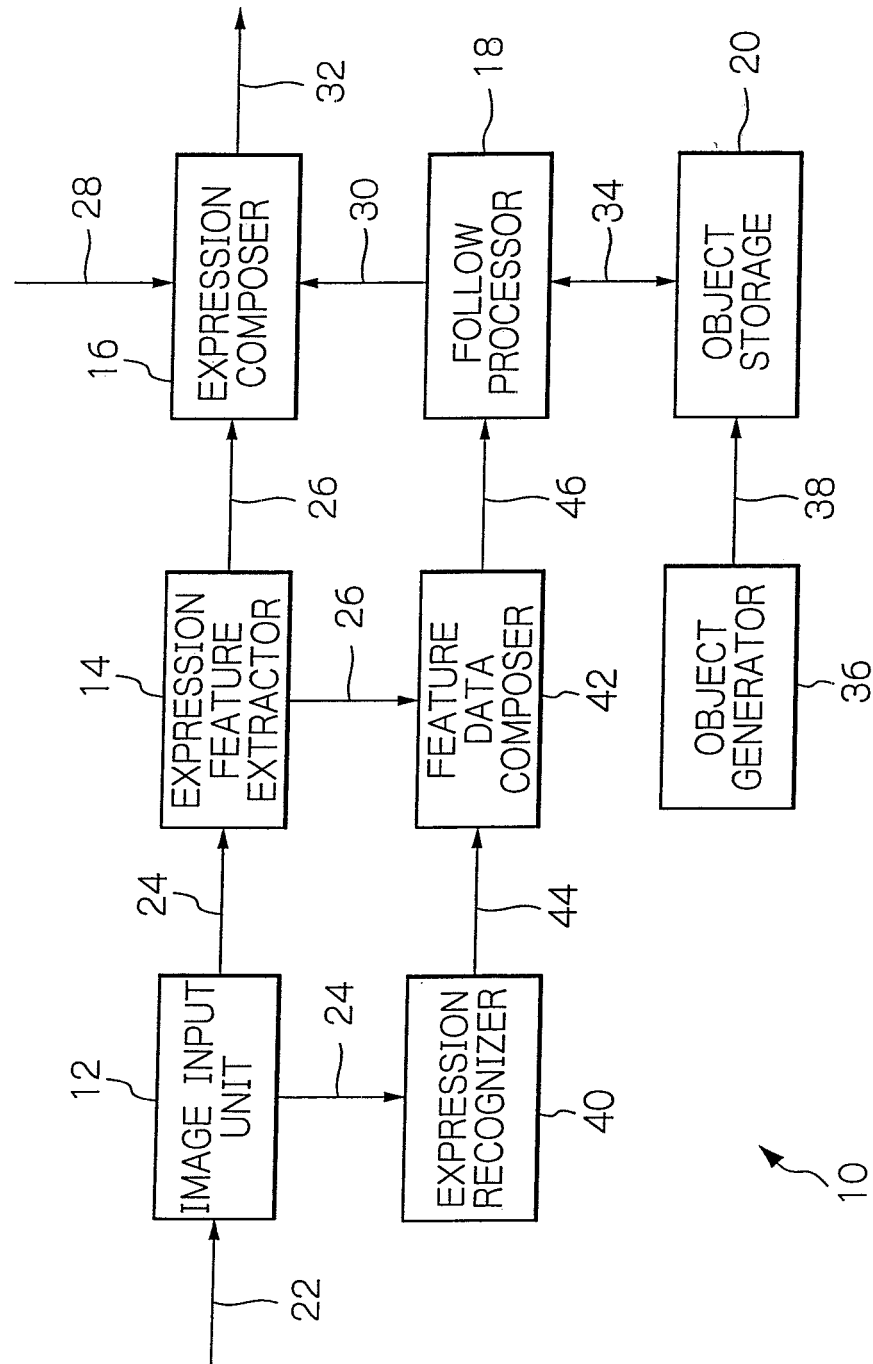 28
16
EXPRESSION
COMPOSER
32
26
14
EXPRESSION
FEATURE
EXTRACTOR
24
12
IMAGE INPUT
UNIT
22
30
18
FOLLOW
PROCESSOR
46
26
FEATURE
DATA
COMPOSER
42
44
24
EXPRESSION
RECOGNIZER
40
34
20
OBJECT
STORAGE
38
OBJECT
GENERATOR
36
10